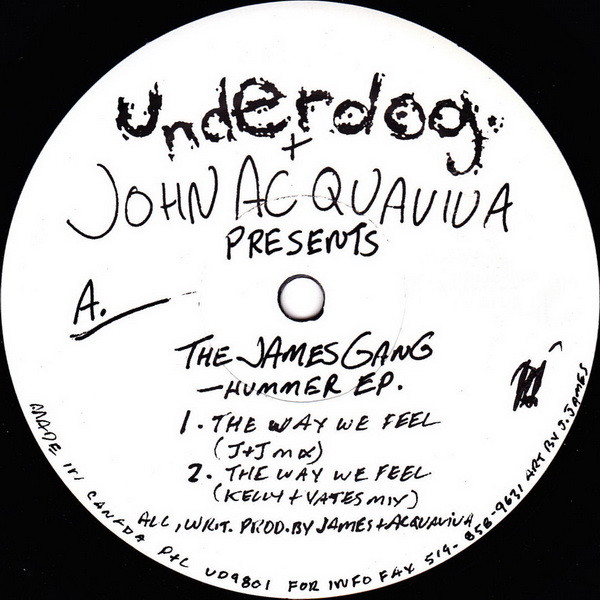 underdog
+
JOHN ACQUAVIVA
PRESENTS
A.
THE JAMES GANG
—HUMMER EP.
1. THE WAY WE FEEL
(J+J mix)
2. THE WAY WE FEEL
(KELLY + YATES MIX)
ALL, WRIT. PROD. BY JAMES + ACQUAVIVA
MADE IN CANADA P+C UD9801 FOR INFO FAX 519-858-9631 ART BY J. JAMES